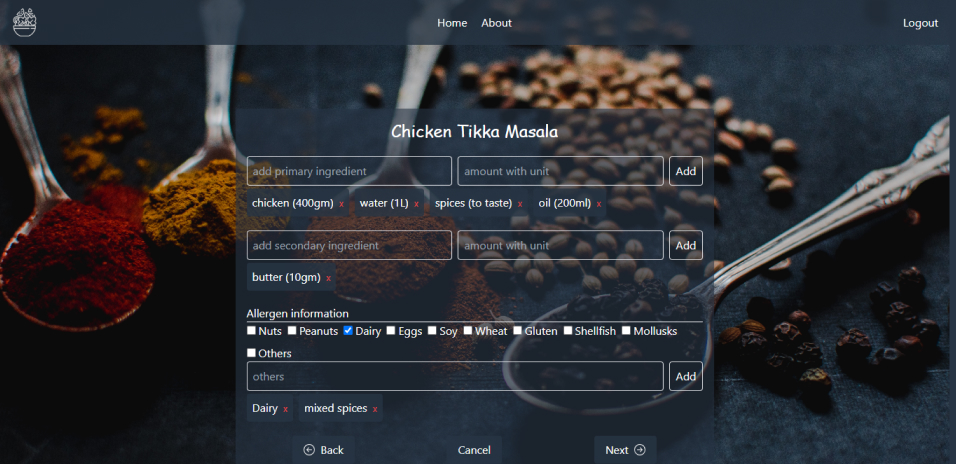 Home About Logout
Chicken Tikka Masala
add primary ingredient amount with unit Add
chicken (400gm) x water (1L) x spices (to taste) x oil (200ml) x
add secondary ingredient amount with unit Add
butter (10gm) x
Allergen information
Nuts Peanuts Dairy Eggs Soy Wheat Gluten Shellfish Mollusks
Others
others Add
Dairy x mixed spices x
Back Cancel Next